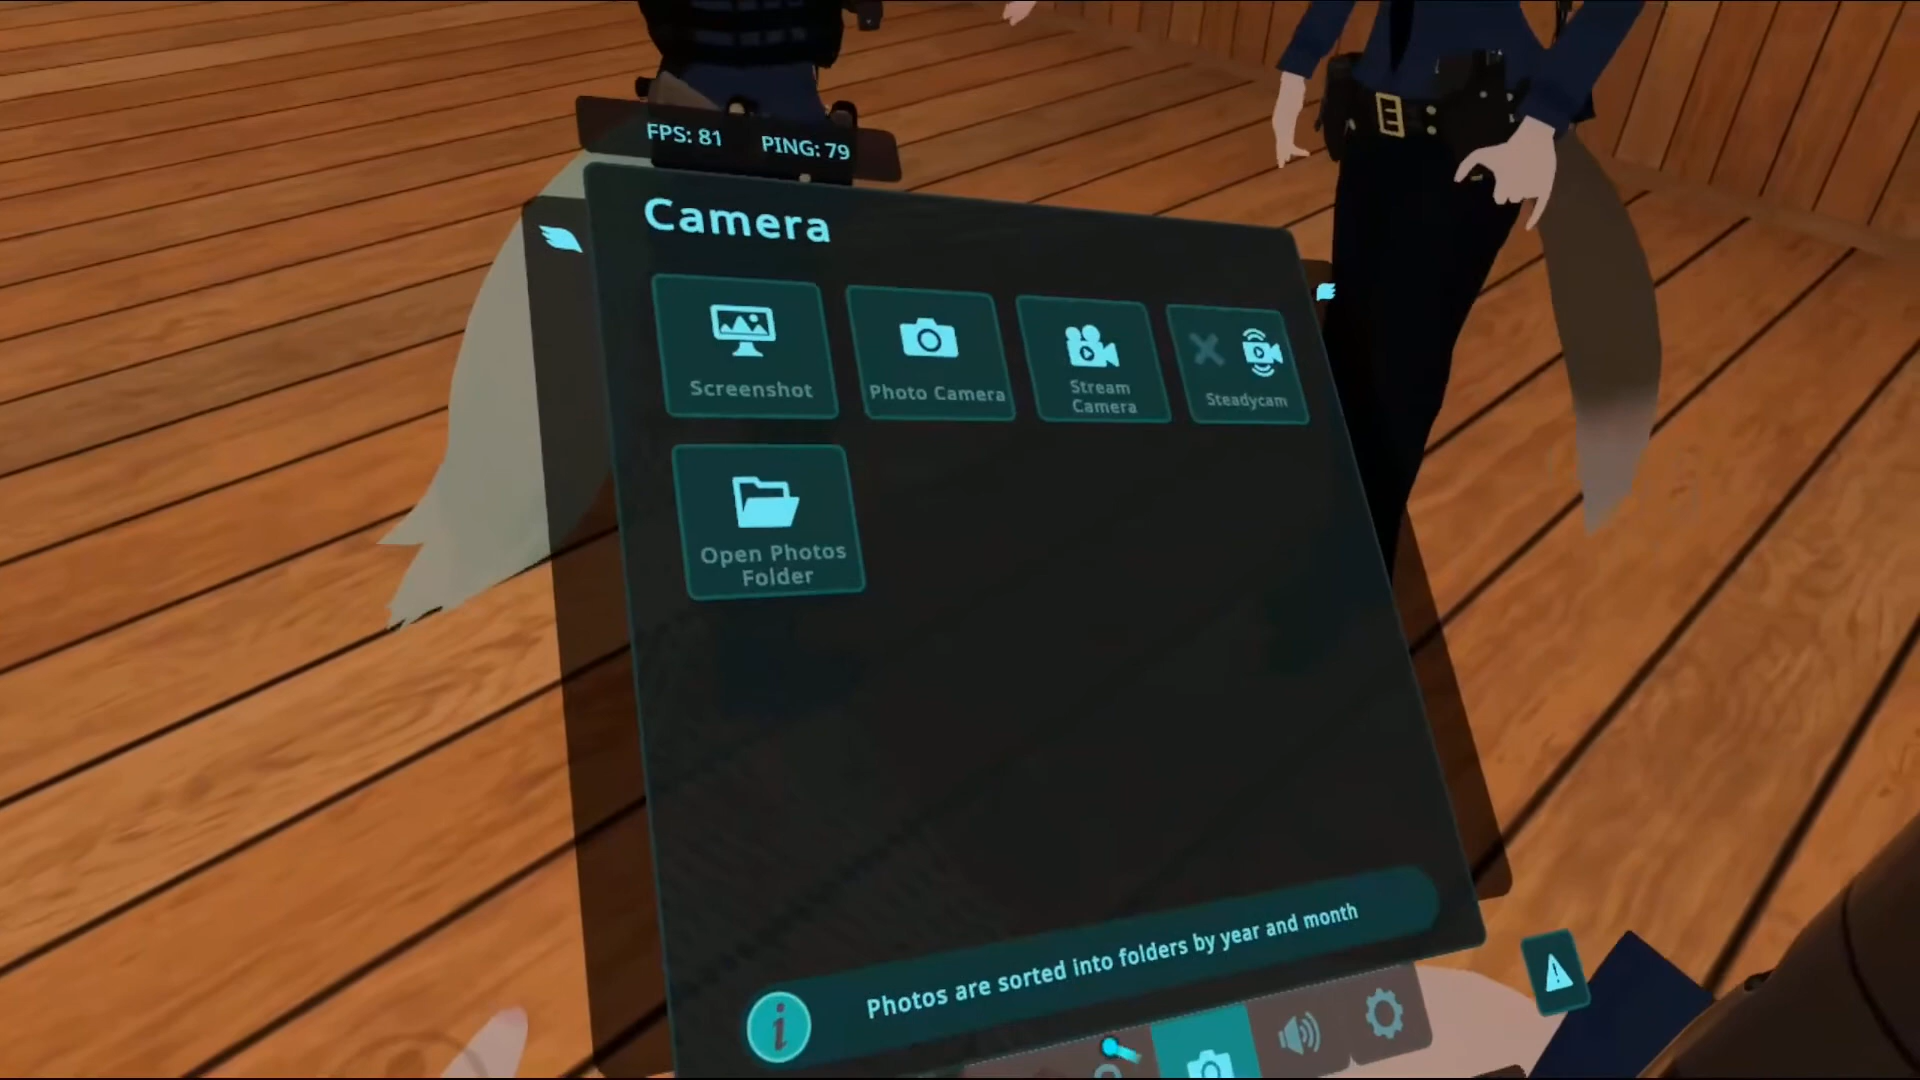 FPS: 81 PING: 79
Camera
Screenshot
Photo Camera
Stream
Camera
Steadycam
Open Photos
Folder
Photos are sorted into folders by year and month